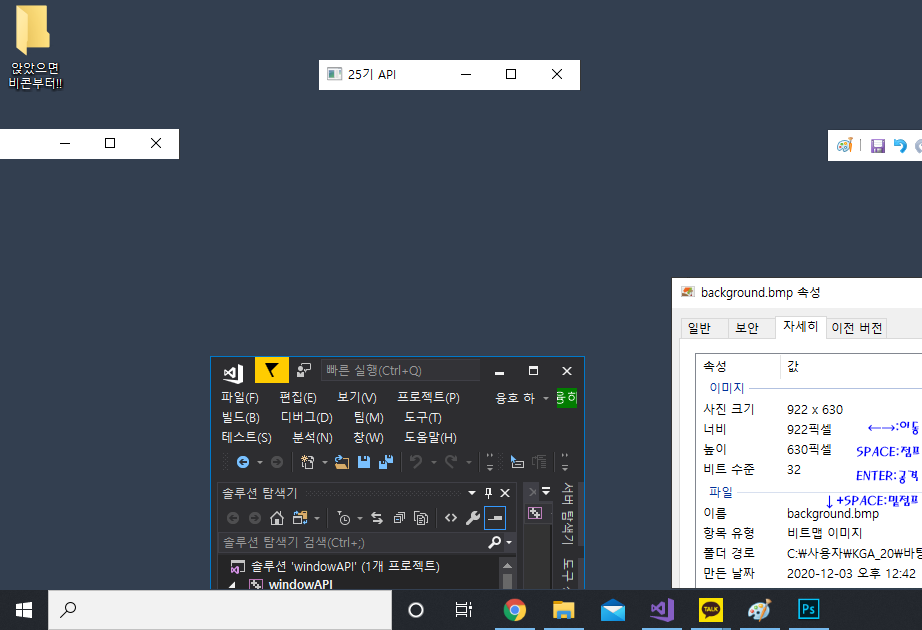 앉았으면
비콘부터!!
25기 API
background.bmp 속성
일반 보안 자세히 이전 버전
속성 값
이미지
사진 크기 922 x 630
너비 922픽셀
높이 630픽셀
비트 수준 32
파일
이름 background.bmp
항목 유형 비트맵 이미지
폴더 경로 C:₩사용자₩KGA_20₩바탕
만든 날짜 2020-12-03 오후 12:42
←→:이동
SPACE:점프
ENTER:공격
↓+SPACE:밑점프
빠른 실행(Ctrl+Q)
파일(F) 편집(E) 보기(V) 프로젝트(P) 용호 하 용하
빌드(B) 디버그(D) 팀(M) 도구(T)
테스트(S) 분석(N) 창(W) 도움말(H)
솔루션 탐색기
솔루션 탐색기 검색(Ctrl+;)
솔루션 'windowAPI' (1개 프로젝트)
windowAPI
서버 탐색기
도구
TALK
Ps